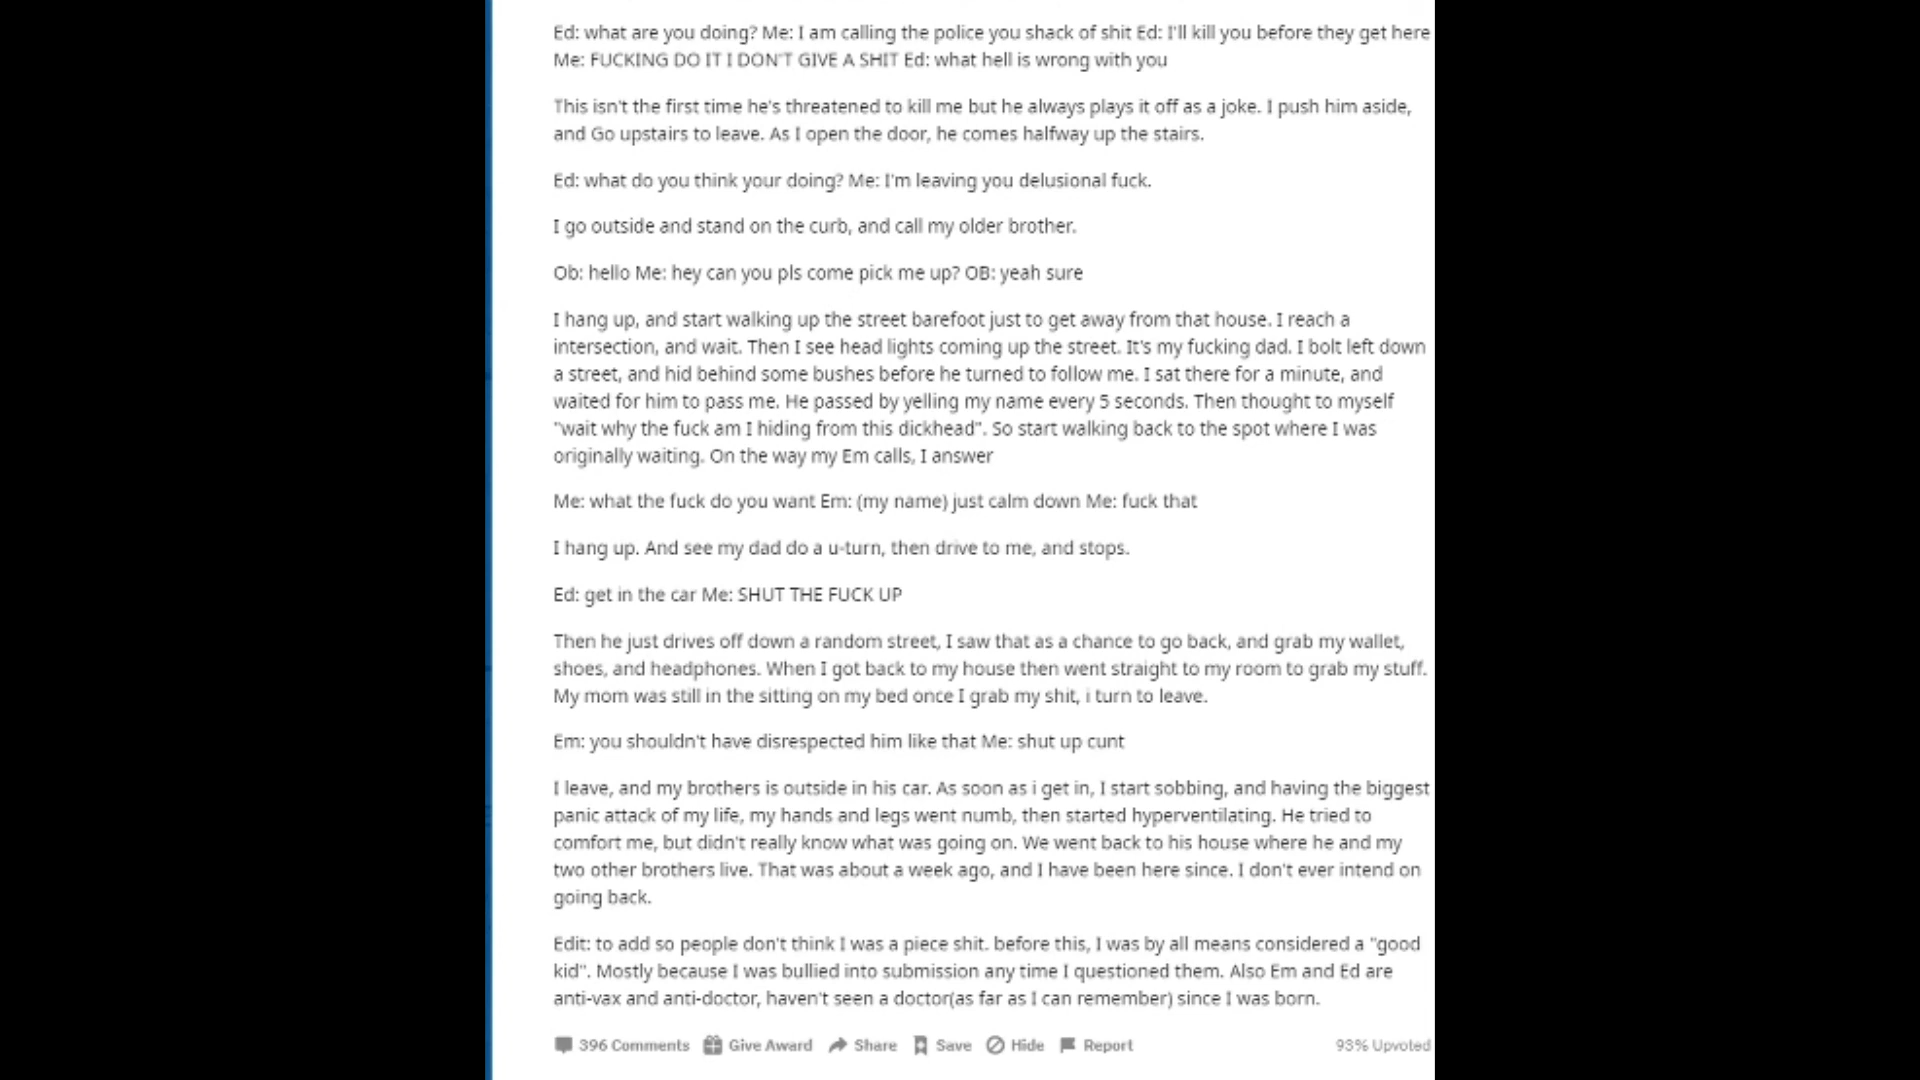 Ed: what are you doing? Me: I am calling the police you shack of shit Ed: I'll kill you before they get here
Me: FUCKING DO IT I DON'T GIVE A SHIT Ed: what hell is wrong with you
This isn't the first time he's threatened to kill me but he always plays it off as a joke. I push him aside,
and Go upstairs to leave. As I open the door, he comes halfway up the stairs.
Ed: what do you think your doing? Me: I'm leaving you delusional fuck.
I go outside and stand on the curb, and call my older brother.
Ob: hello Me: hey can you pls come pick me up? OB: yeah sure
I hang up, and start walking up the street barefoot just to get away from that house. I reach a
intersection, and wait. Then I see head lights coming up the street. It's my fucking dad. I bolt left down
a street, and hid behind some bushes before he turned to follow me. I sat there for a minute, and
waited for him to pass me. He passed by yelling my name every 5 seconds. Then thought to myself
"wait why the fuck am I hiding from this dickhead". So start walking back to the spot where I was
originally waiting. On the way my Em calls, I answer
Me: what the fuck do you want Em: (my name) just calm down Me: fuck that
I hang up. And see my dad do a u-turn, then drive to me, and stops.
Ed: get in the car Me: SHUT THE FUCK UP
Then he just drives off down a random street, I saw that as a chance to go back, and grab my wallet,
shoes, and headphones. When I got back to my house then went straight to my room to grab my stuff.
My mom was still in the sitting on my bed once I grab my shit, i turn to leave.
Em: you shouldn't have disrespected him like that Me: shut up cunt
I leave, and my brothers is outside in his car. As soon as i get in, I start sobbing, and having the biggest
panic attack of my life, my hands and legs went numb, then started hyperventilating. He tried to
comfort me, but didn't really know what was going on. We went back to his house where he and my
two other brothers live. That was about a week ago, and I have been here since. I don't ever intend on
going back.
Edit: to add so people don't think I was a piece shit. before this, I was by all means considered a "good
kid". Mostly because I was bullied into submission any time I questioned them. Also Em and Ed are
anti-vax and anti-doctor, haven't seen a doctor(as far as I can remember) since I was born.
396 Comments Give Award Share Save Hide Report 93% Upvoted